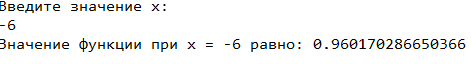 Введите значение x:
-6
Значение функции при x = -6 равно: 0.960170286650366